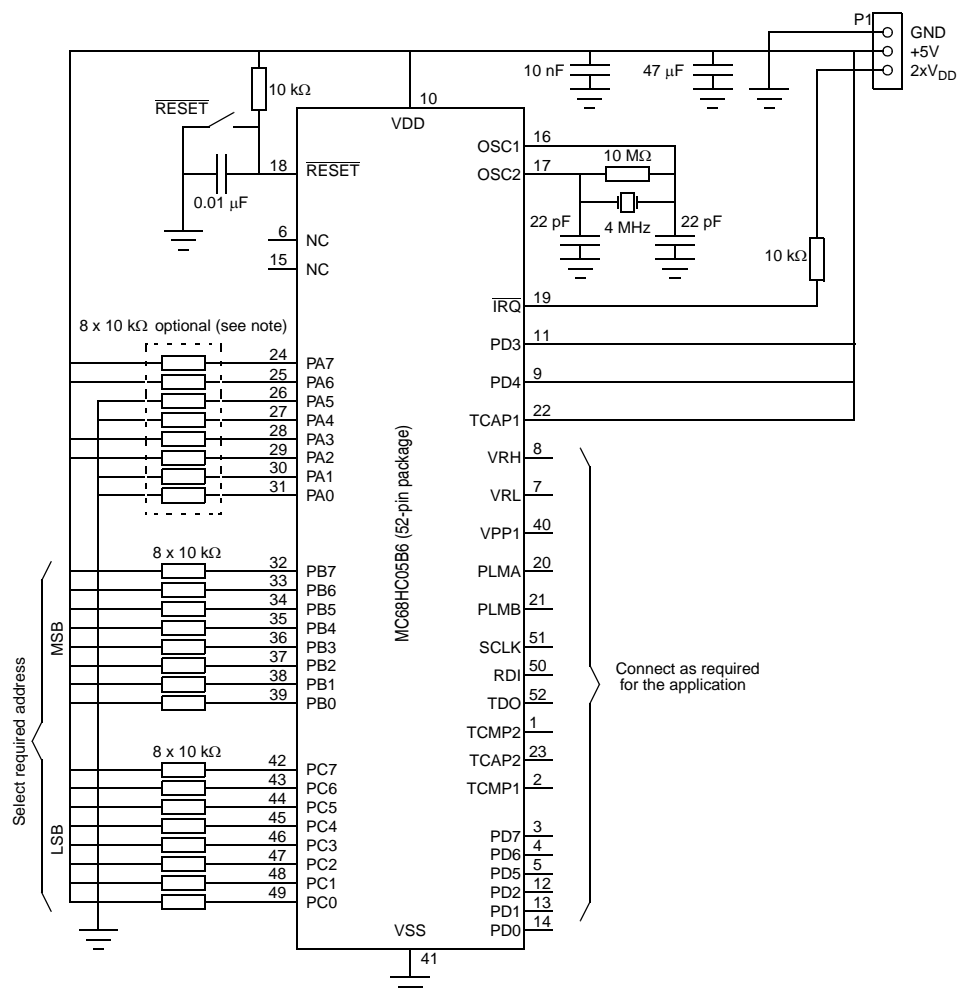 P1
GND
+5V
2xVDD
10 nF
47 μF
10 kΩ
RESET
0.01 μF
10
VDD
18
RESET
6
NC
15
NC
16
OSC1
17
OSC2
10 MΩ
22 pF
4 MHz
22 pF
10 kΩ
19
IRQ
11
PD3
9
PD4
22
TCAP1
8 x 10 kΩ optional (see note)
24
PA7
25
PA6
26
PA5
27
PA4
28
PA3
29
PA2
30
PA1
31
PA0
MC68HC05B6 (52-pin package)
VRH
8
VRL
7
VPP1
40
PLMA
20
PLMB
21
SCLK
51
RDI
50
TDO
52
TCMP2
1
TCAP2
23
TCMP1
2
PD7
3
PD6
4
PD5
5
PD2
12
PD1
13
PD0
14
Connect as required
for the application
8 x 10 kΩ
32
PB7
33
PB6
34
PB5
35
PB4
36
PB3
37
PB2
38
PB1
39
PB0
Select required address
MSB
LSB
8 x 10 kΩ
42
PC7
43
PC6
44
PC5
45
PC4
46
PC3
47
PC2
48
PC1
49
PC0
VSS
41